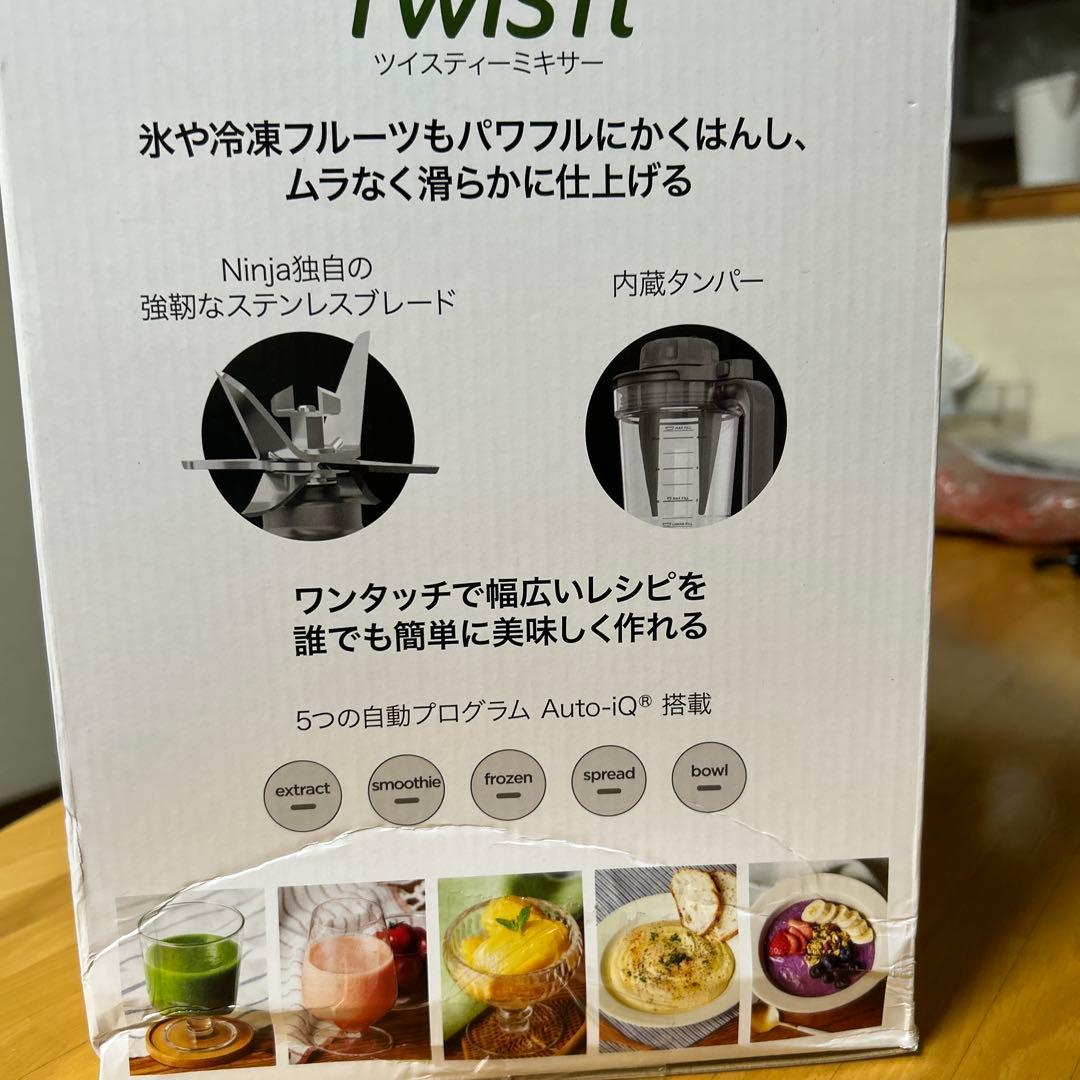 TWISTi
ツイスティーミキサー
氷や冷凍フルーツもパワフルにかくはんし、
ムラなく滑らかに仕上げる
Ninja独自の
強靭なステンレスブレード
内蔵タンパー
ワンタッチで幅広いレシピを
誰でも簡単に美味しく作れる
5つの自動プログラム Auto-iQ® 搭載
extract
smoothie
frozen
spread
bowl